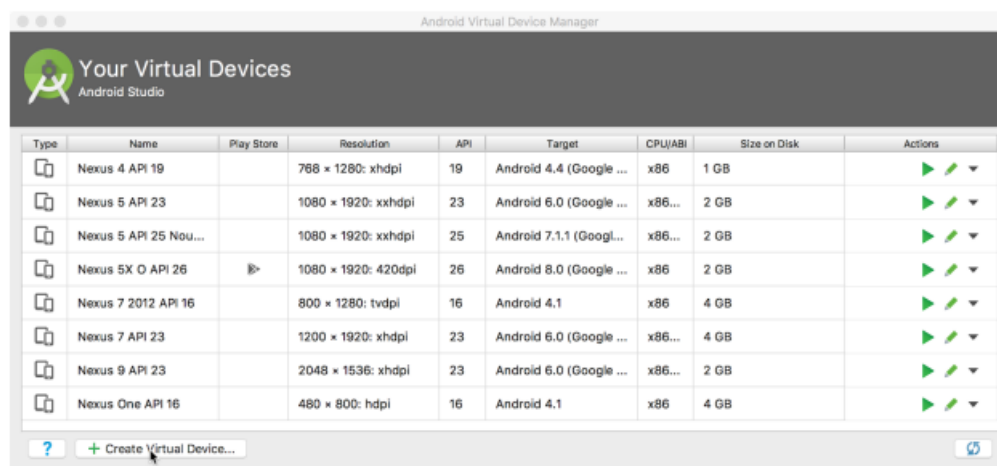 Android Virtual Device Manager
Your Virtual Devices
Android Studio
Type Name Play Store Resolution API Target CPU/ABI Size on Disk Actions
Nexus 4 API 19 768 × 1280: xhdpi 19 Android 4.4 (Google ... x86 1 GB
Nexus 5 API 23 1080 × 1920: xxhdpi 23 Android 6.0 (Google ... x86... 2 GB
Nexus 5 API 25 Nou... 1080 × 1920: xxhdpi 25 Android 7.1.1 (Googl... x86... 2 GB
Nexus 5X O API 26 1080 × 1920: 420dpi 26 Android 8.0 (Google ... x86 2 GB
Nexus 7 2012 API 16 800 × 1280: tvdpi 16 Android 4.1 x86 4 GB
Nexus 7 API 23 1200 × 1920: xhdpi 23 Android 6.0 (Google ... x86... 4 GB
Nexus 9 API 23 2048 × 1536: xhdpi 23 Android 6.0 (Google ... x86... 2 GB
Nexus One API 16 480 × 800: hdpi 16 Android 4.1 x86 4 GB
? + Create Virtual Device...